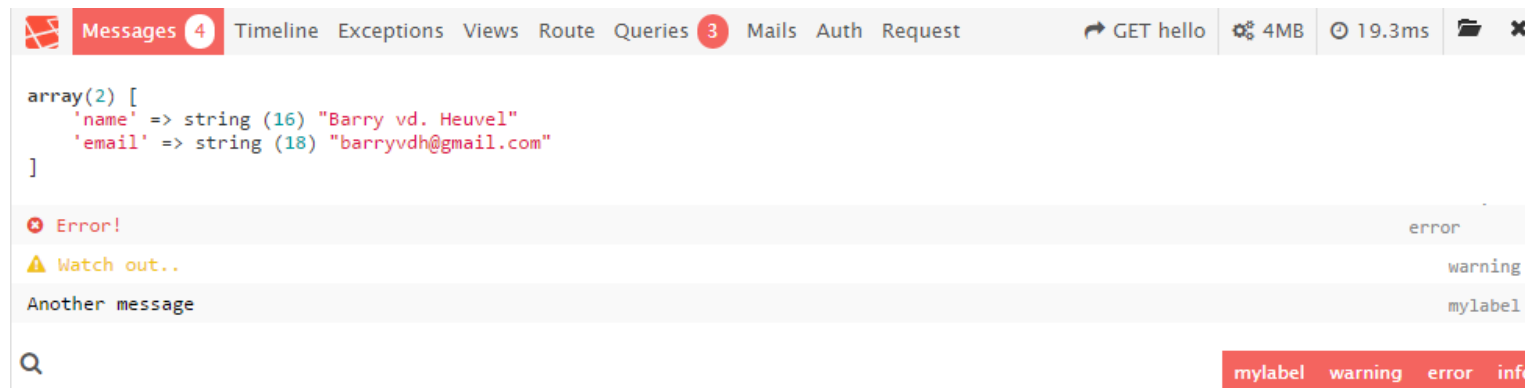 Messages 4 Timeline Exceptions Views Route Queries 3 Mails Auth Request GET hello 4MB 19.3ms
array(2) [
'name' => string (16) "Barry vd. Heuvel"
'email' => string (18) "barryvdh@gmail.com"
]
Error! error
Watch out.. warning
Another message mylabel
mylabel warning error info